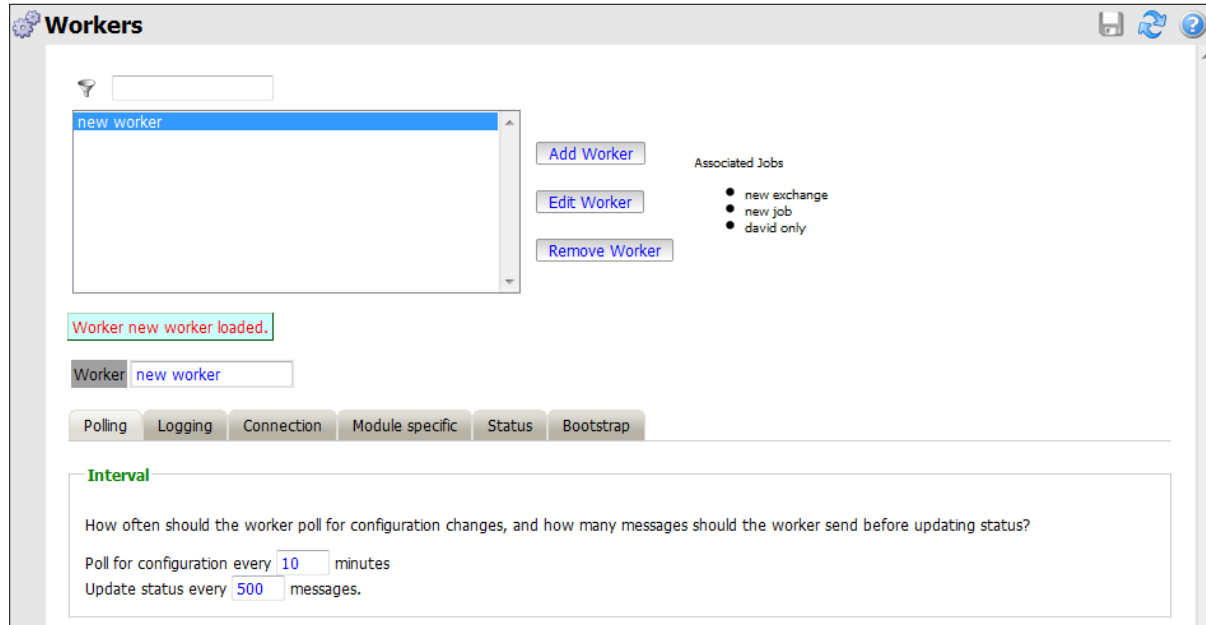 Workers
new worker
Add Worker
Edit Worker
Remove Worker
Associated Jobs
new exchange
new job
david only
Worker new worker loaded.
Worker new worker
Polling Logging Connection Module specific Status Bootstrap
Interval
How often should the worker poll for configuration changes, and how many messages should the worker send before updating status?
Poll for configuration every 10 minutes
Update status every 500 messages.